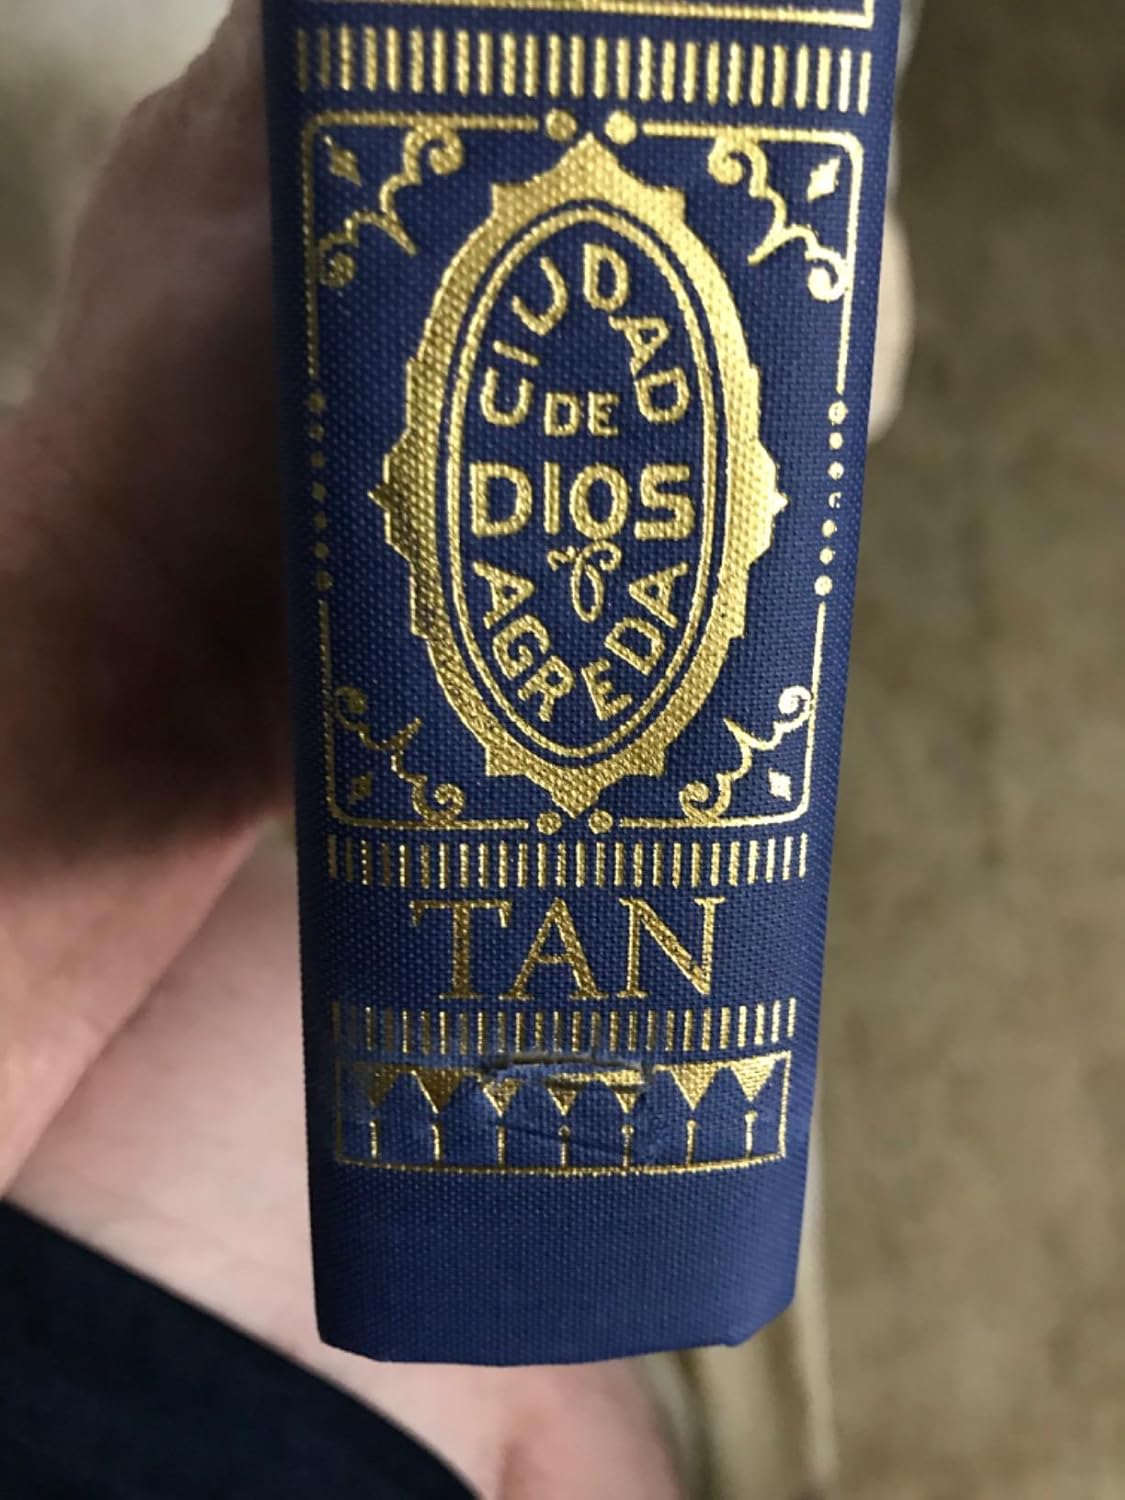 CIUDAD
DE
DIOS
&
AGREDA
TAN